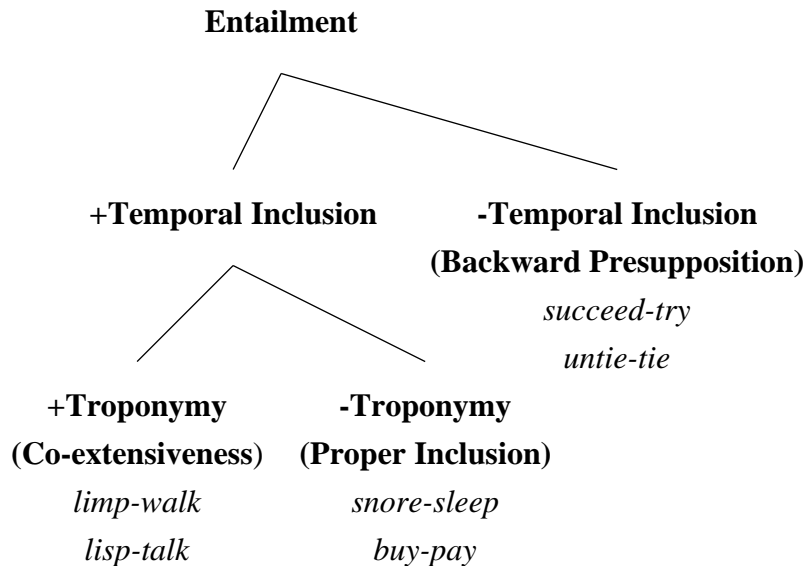 Entailment
+Temporal Inclusion
-Temporal Inclusion
(Backward Presupposition)
succeed-try
untie-tie
+Troponymy
(Co-extensiveness)
limp-walk
lisp-talk
-Troponymy
(Proper Inclusion)
snore-sleep
buy-pay